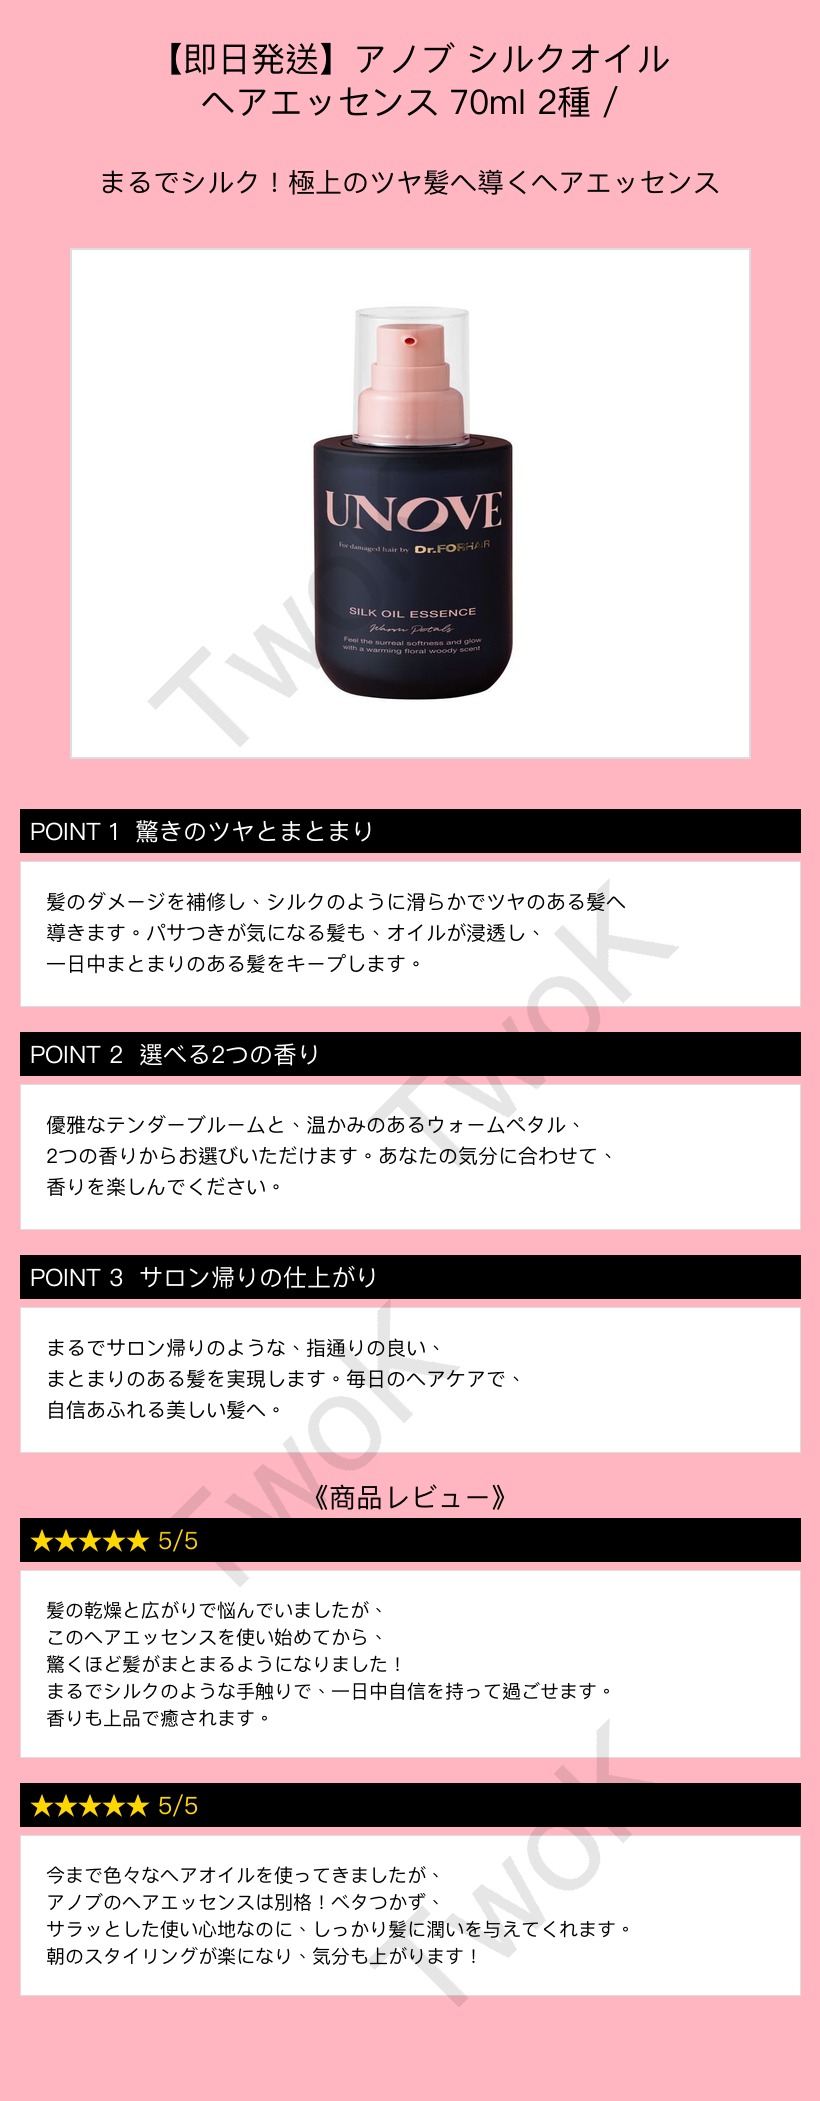 【即日発送】アノブ シルクオイル
ヘアエッセンス 70ml 2種 /
まるでシルク！極上のツヤ髪へ導くヘアエッセンス
UNOVE
For damaged hair by Dr.FORHAIR
SILK OIL ESSENCE
Warm Petals
Feel the surreal softness and glow
with a warming floral woody scent
TwoK
POINT 1 驚きのツヤとまとまり
髪のダメージを補修し、シルクのように滑らかでツヤのある髪へ
導きます。パサつきが気になる髪も、オイルが浸透し、
一日中まとまりのある髪をキープします。
TwoK
POINT 2 選べる2つの香り
優雅なテンダーブルームと、温かみのあるウォームペタル、
2つの香りからお選びいただけます。あなたの気分に合わせて、
香りを楽しんでください。
POINT 3 サロン帰りの仕上がり
まるでサロン帰りのような、指通りの良い、
まとまりのある髪を実現します。毎日のヘアケアで、
自信あふれる美しい髪へ。
TwoK
《商品レビュー》
★★★★★ 5/5
髪の乾燥と広がりで悩んでいましたが、
このヘアエッセンスを使い始めてから、
驚くほど髪がまとまるようになりました！
まるでシルクのような手触りで、一日中自信を持って過ごせます。
香りも上品で癒されます。
★★★★★ 5/5
今まで色々なヘアオイルを使ってきましたが、
アノブのヘアエッセンスは別格！ベタつかず、
サラッとした使い心地なのに、しっかり髪に潤いを与えてくれます。
朝のスタイリングが楽になり、気分も上がります！
TwoK